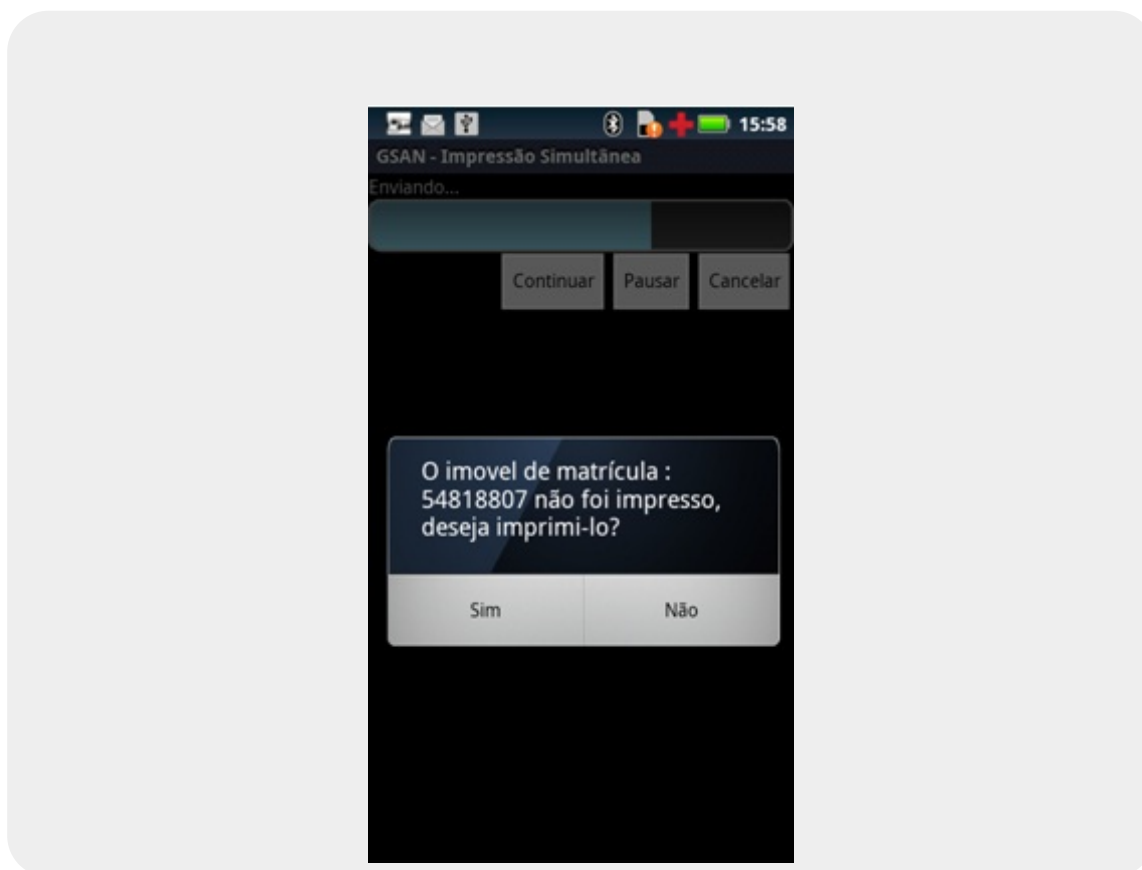 15:58
GSAN - Impressão Simultânea
Enviando...
Continuar Pausar Cancelar
O imovel de matrícula :
54818807 não foi impresso,
deseja imprimi-lo?
Sim Não